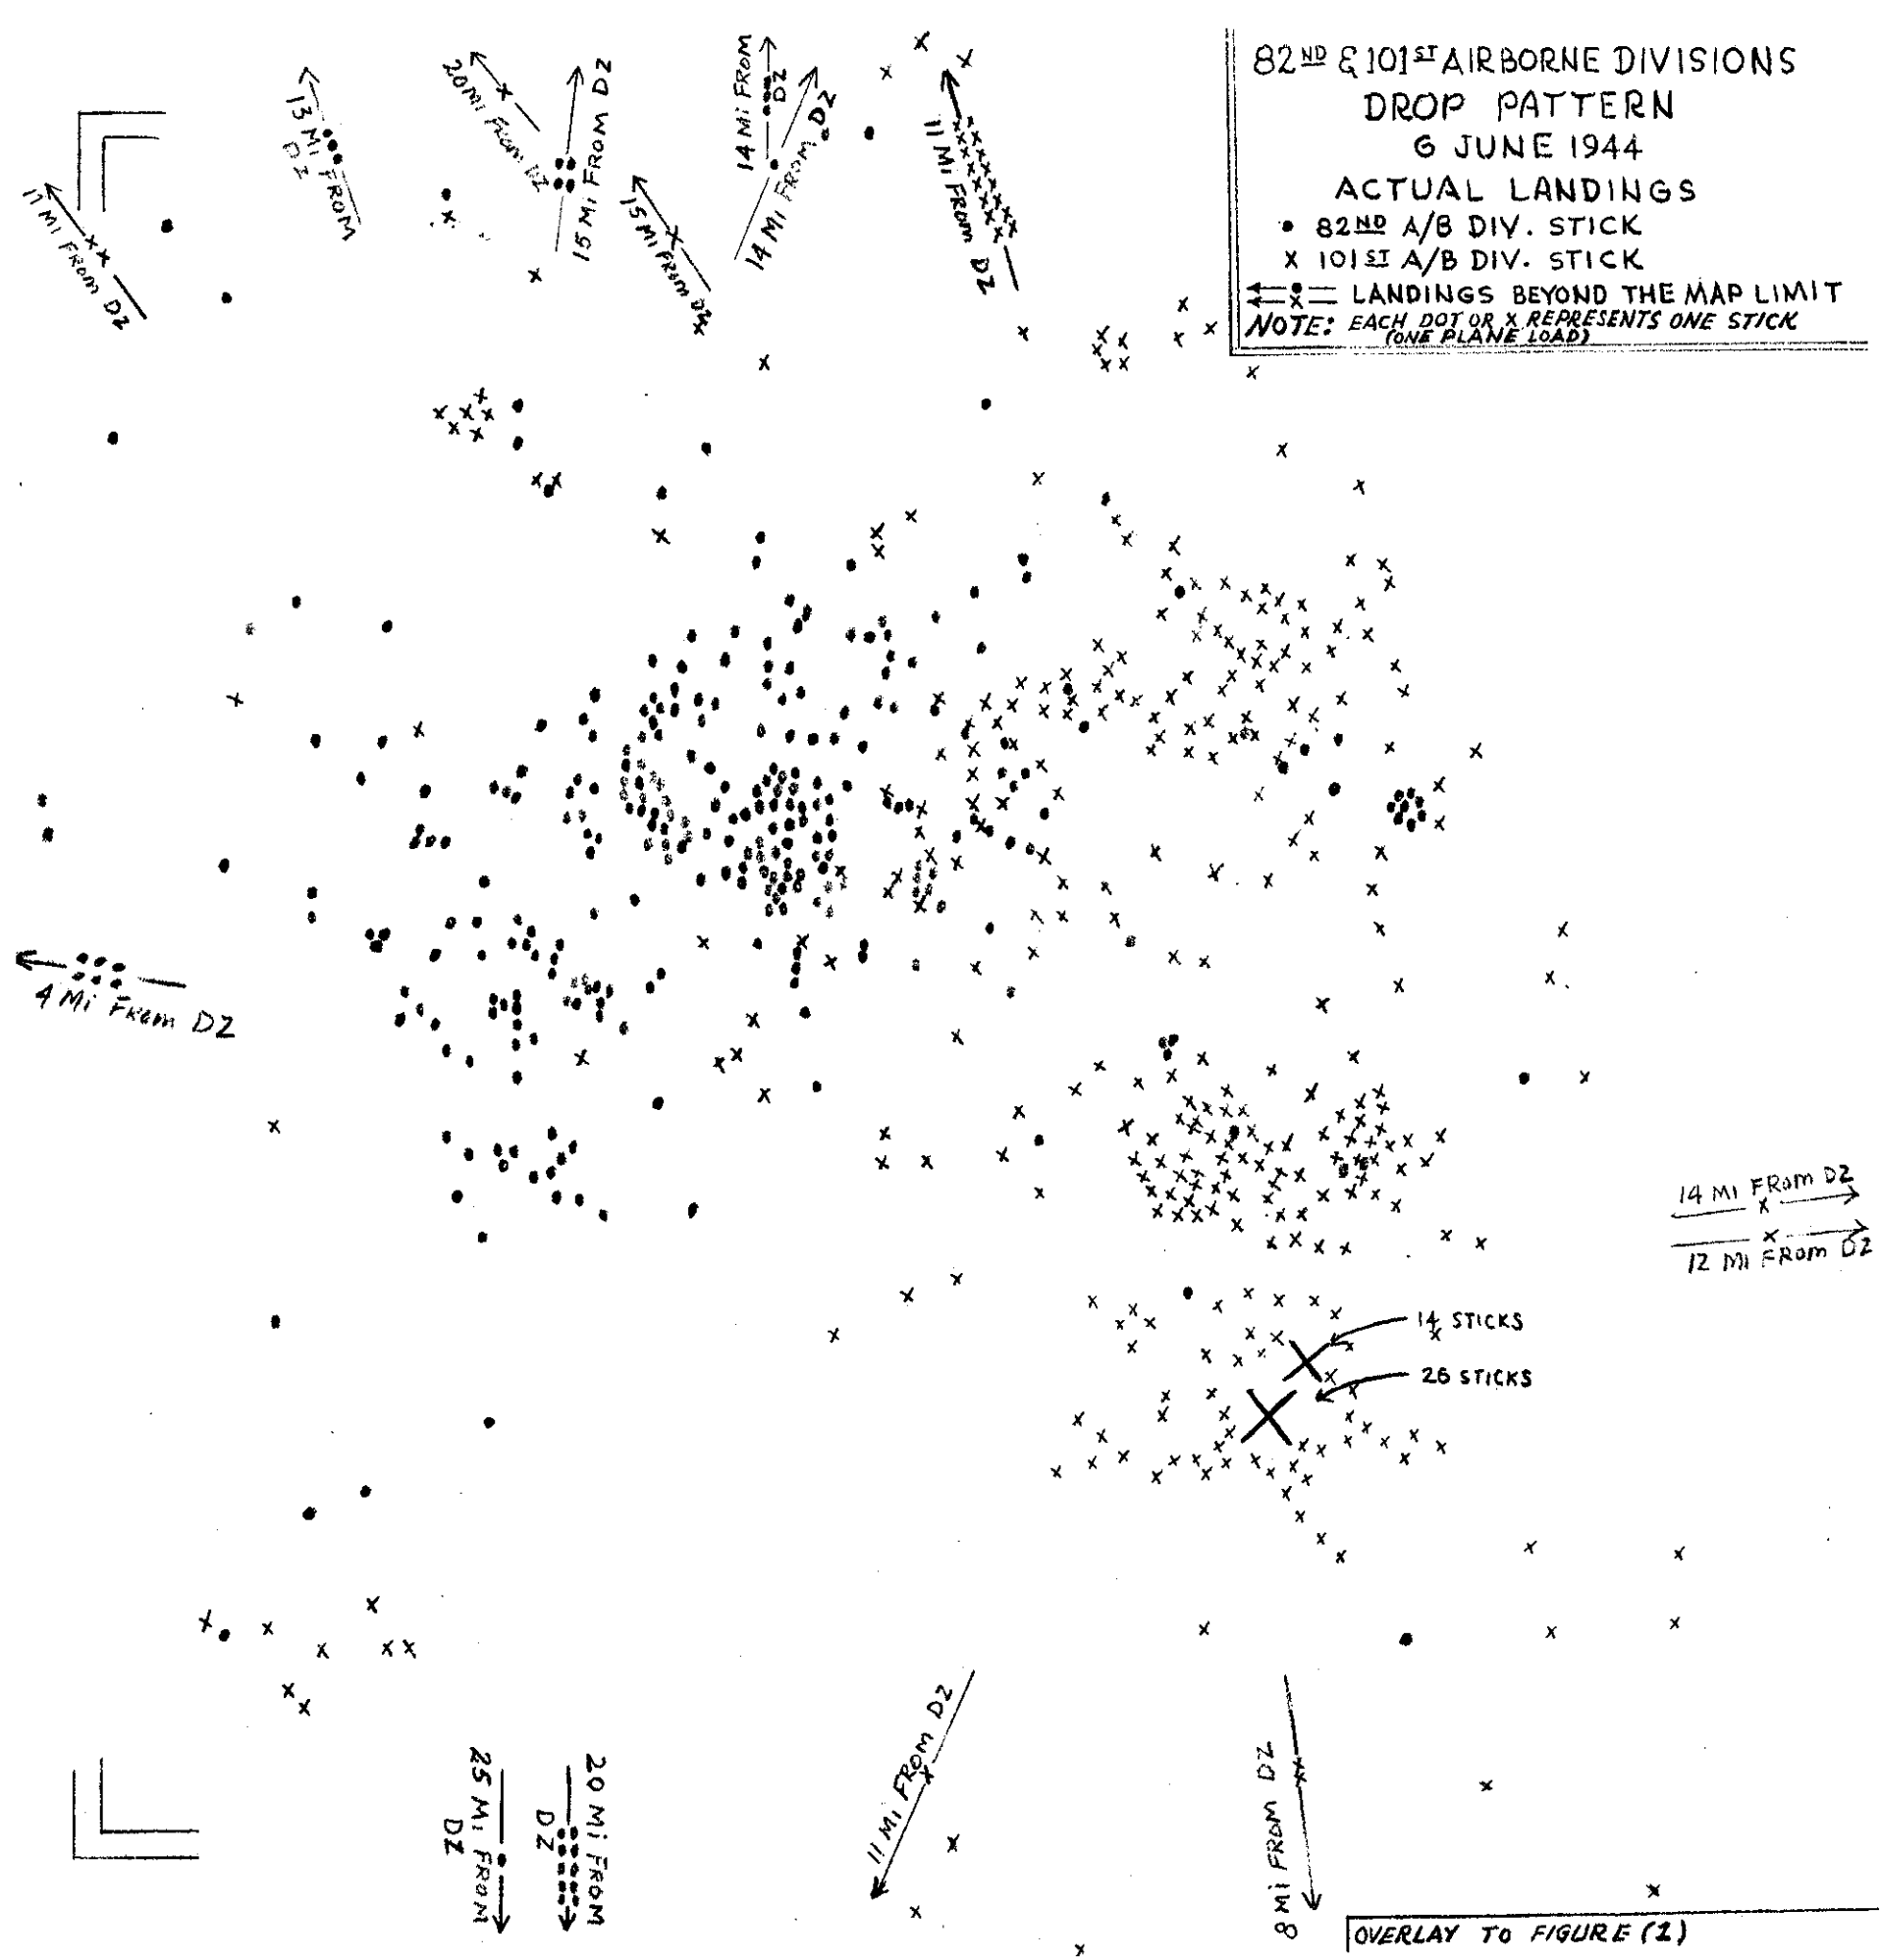 82ND & 101ST AIRBORNE DIVISIONS
DROP PATTERN
6 JUNE 1944
ACTUAL LANDINGS
• 82ND A/B DIV. STICK
X 101ST A/B DIV. STICK
LANDINGS BEYOND THE MAP LIMIT
NOTE: EACH DOT OR X REPRESENTS ONE STICK
(ONE PLANE LOAD)
11 MI FROM DZ
13 MI FROM
DZ
20 MI FROM DZ
15 MI FROM DZ
15 MI FROM DZ
14 MI FROM
DZ
14 MI FROM DZ
11 MI FROM DZ
4 MI FROM DZ
14 MI FROM DZ
12 MI FROM DZ
14 STICKS
26 STICKS
25 MI FROM
DZ
20 MI FROM
DZ
11 MI FROM DZ
8 MI FROM DZ
OVERLAY TO FIGURE (1)